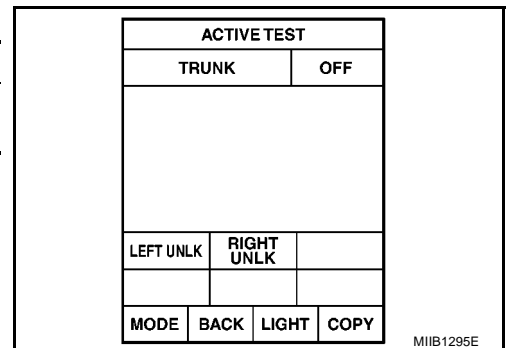 ACTIVE TEST
TRUNK OFF
LEFT UNLK RIGHT UNLK
MODE BACK LIGHT COPY
MIIB1295E